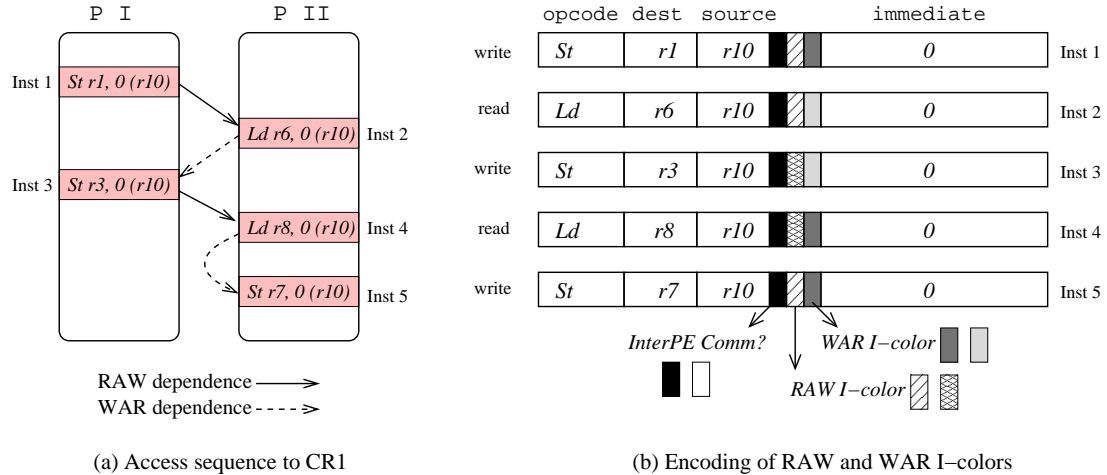 P I
P II
Inst 1
St r1, 0 (r10)
Ld r6, 0 (r10)
Inst 2
Inst 3
St r3, 0 (r10)
Ld r8, 0 (r10)
Inst 4
St r7, 0 (r10)
Inst 5
RAW dependence
WAR dependence
(a) Access sequence to CR1
opcode dest source immediate
write St r1 r10 0 Inst 1
read Ld r6 r10 0 Inst 2
write St r3 r10 0 Inst 3
read Ld r8 r10 0 Inst 4
write St r7 r10 0 Inst 5
InterPE Comm?
WAR I−color
RAW I−color
(b) Encoding of RAW and WAR I−colors